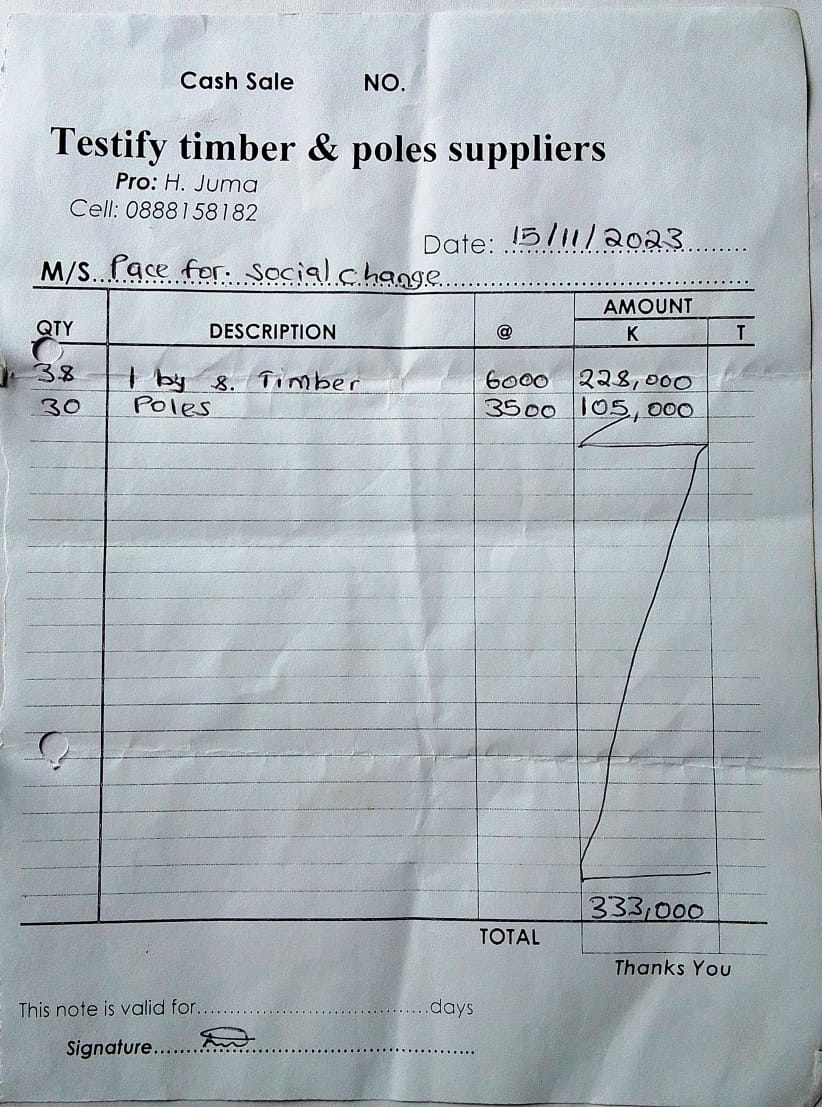 Cash Sale NO.
Testify timber & poles suppliers
Pro: H. Juma
Cell: 0888158182
Date: 15/11/2023
M/S. Pace for. Social change
AMOUNT
QTY DESCRIPTION @ K T
38 1 by 8. Timber 6000 228,000
30 Poles 3500 105,000
333,000
TOTAL
Thanks You
This note is valid for..................................days
Signature